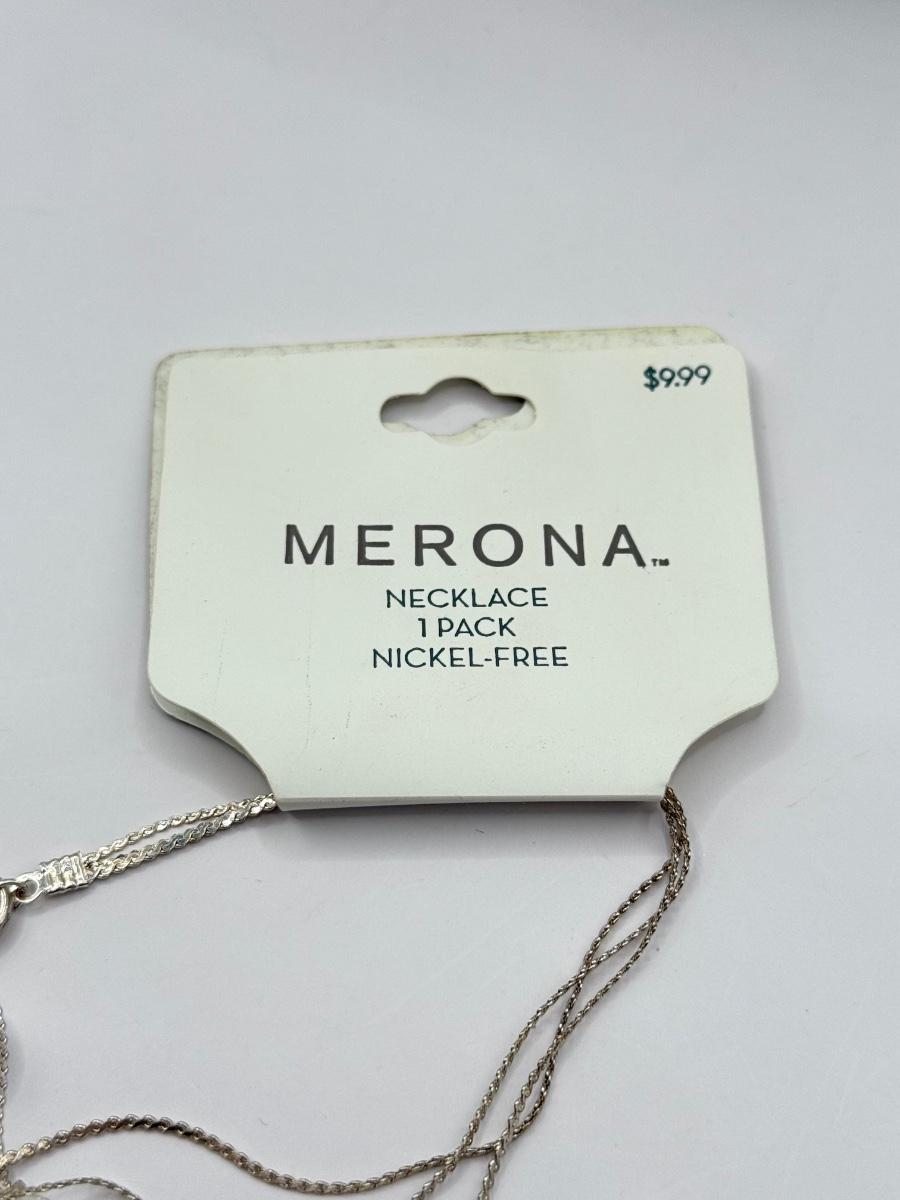 $9.99
MERONA™
NECKLACE
1 PACK
NICKEL-FREE